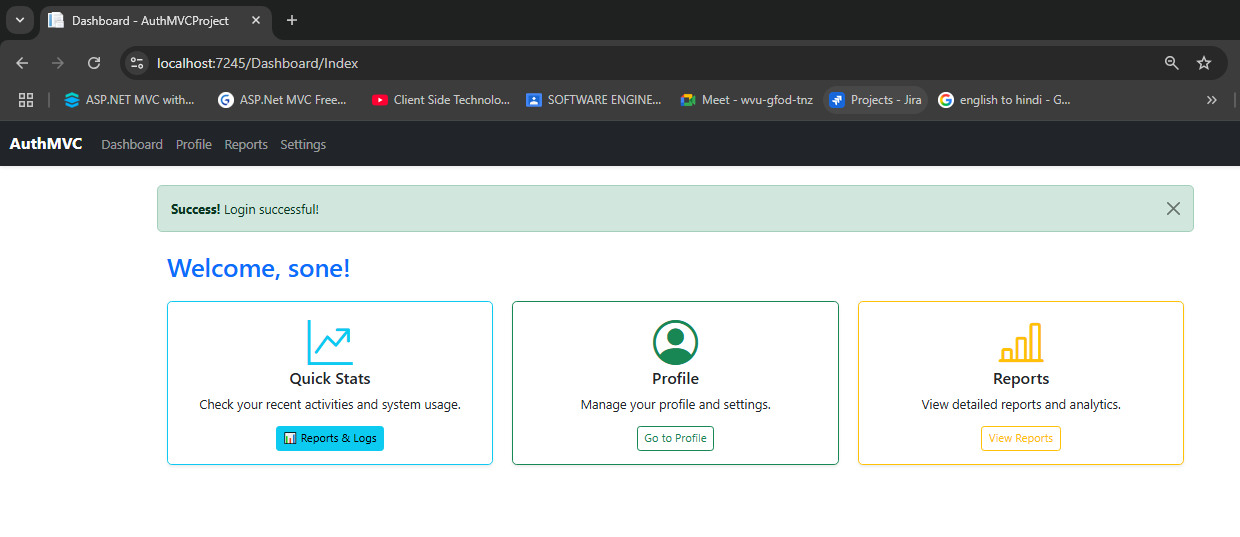 Dashboard - AuthMVCProject
localhost:7245/Dashboard/Index
ASP.NET MVC with... ASP.Net MVC Free... Client Side Technolo... SOFTWARE ENGINE... Meet - wvu-gfod-tnz Projects - Jira english to hindi - G...
AuthMVC Dashboard Profile Reports Settings
Success! Login successful!
Welcome, sone!
Quick Stats
Check your recent activities and system usage.
Reports & Logs
Profile
Manage your profile and settings.
Go to Profile
Reports
View detailed reports and analytics.
View Reports